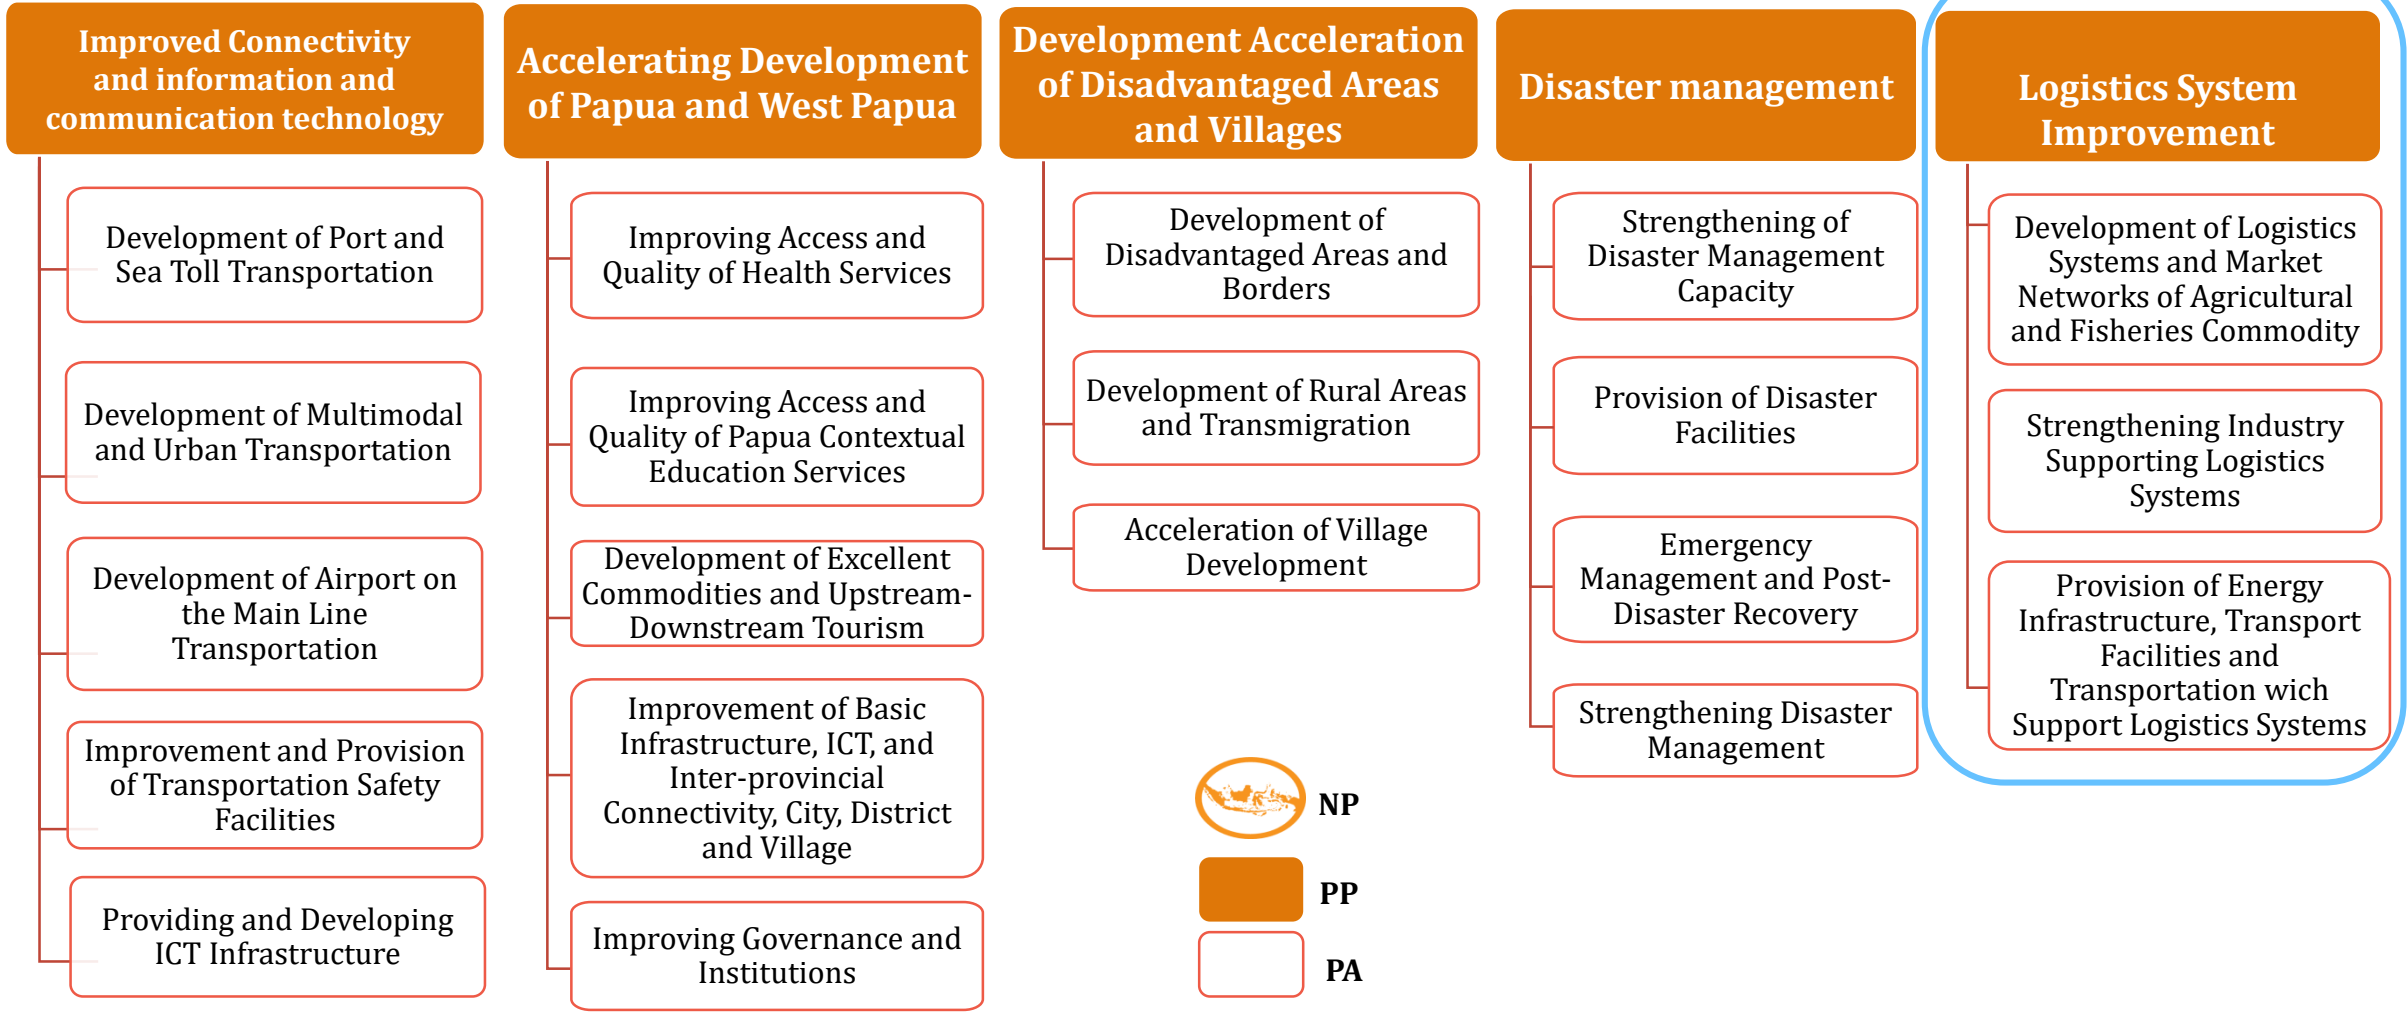 Improved Connectivity
and information and
communication technology
Development of Port and
Sea Toll Transportation
Development of Multimodal
and Urban Transportation
Development of Airport on
the Main Line
Transportation
Improvement and Provision
of Transportation Safety
Facilities
Providing and Developing
ICT Infrastructure
Accelerating Development
of Papua and West Papua
Improving Access and
Quality of Health Services
Improving Access and
Quality of Papua Contextual
Education Services
Development of Excellent
Commodities and Upstream-
Downstream Tourism
Improvement of Basic
Infrastructure, ICT, and
Inter-provincial
Connectivity, City, District
and Village
Improving Governance and
Institutions
Development Acceleration
of Disadvantaged Areas
and Villages
Development of
Disadvantaged Areas and
Borders
Development of Rural Areas
and Transmigration
Acceleration of Village
Development
Disaster management
Strengthening of
Disaster Management
Capacity
Provision of Disaster
Facilities
Emergency
Management and Post-
Disaster Recovery
Strengthening Disaster
Management
Logistics System
Improvement
Development of Logistics
Systems and Market
Networks of Agricultural
and Fisheries Commodity
Strengthening Industry
Supporting Logistics
Systems
Provision of Energy
Infrastructure, Transport
Facilities and
Transportation wich
Support Logistics Systems
NP
PP
PA